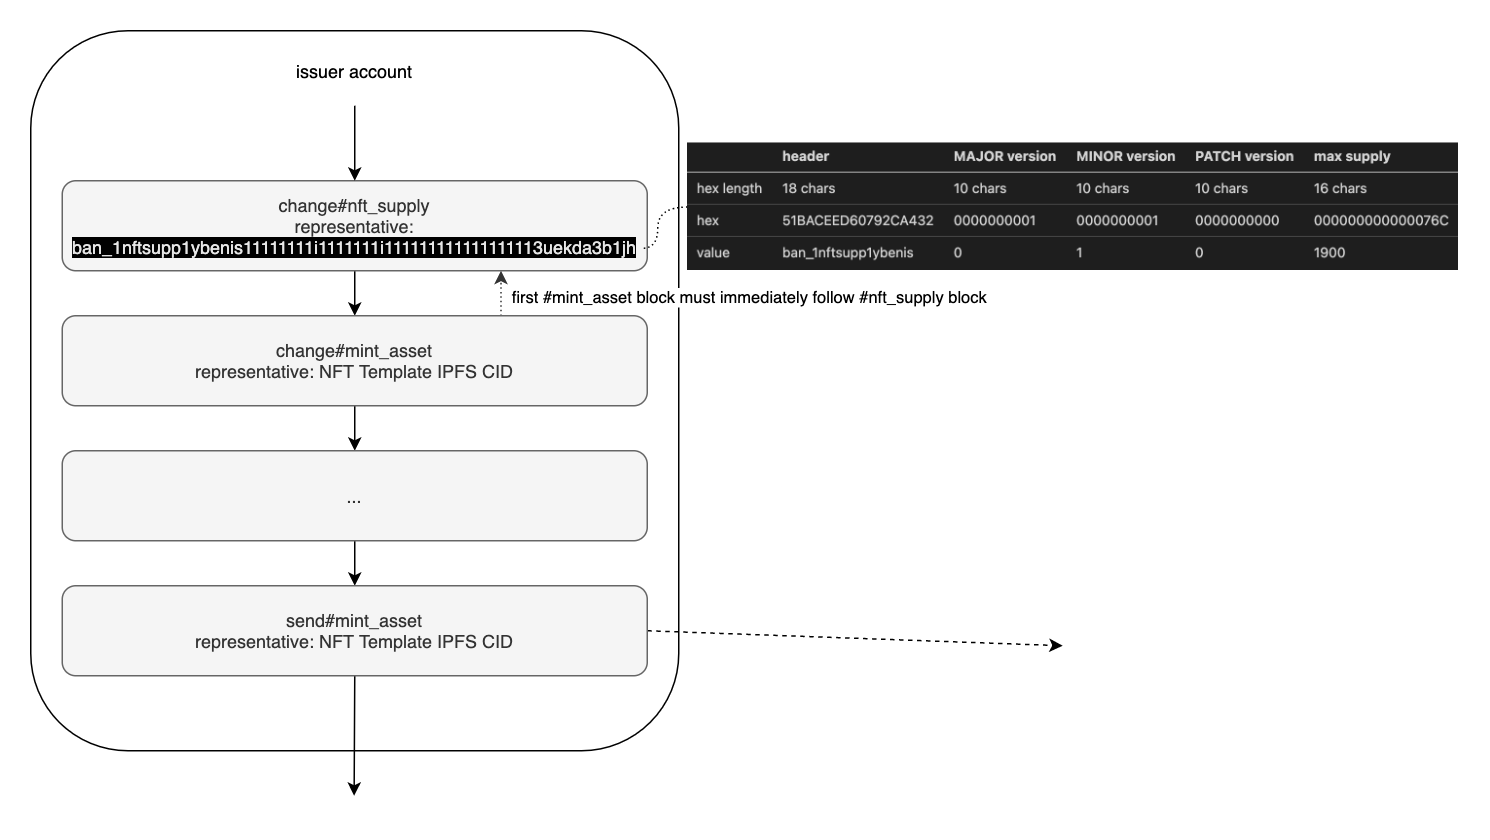 issuer account
change#nft_supply
representative:
ban_1nftsupp1ybenis11111111i1111111i11111111111111113uekda3b1jh
header MAJOR version MINOR version PATCH version max supply
hex length 18 chars 10 chars 10 chars 10 chars 16 chars
hex 51BACEED60792CA432 0000000001 0000000001 0000000000 000000000000076C
value ban_1nftsupp1ybenis 0 1 0 1900
first #mint_asset block must immediately follow #nft_supply block
change#mint_asset
representative: NFT Template IPFS CID
...
send#mint_asset
representative: NFT Template IPFS CID